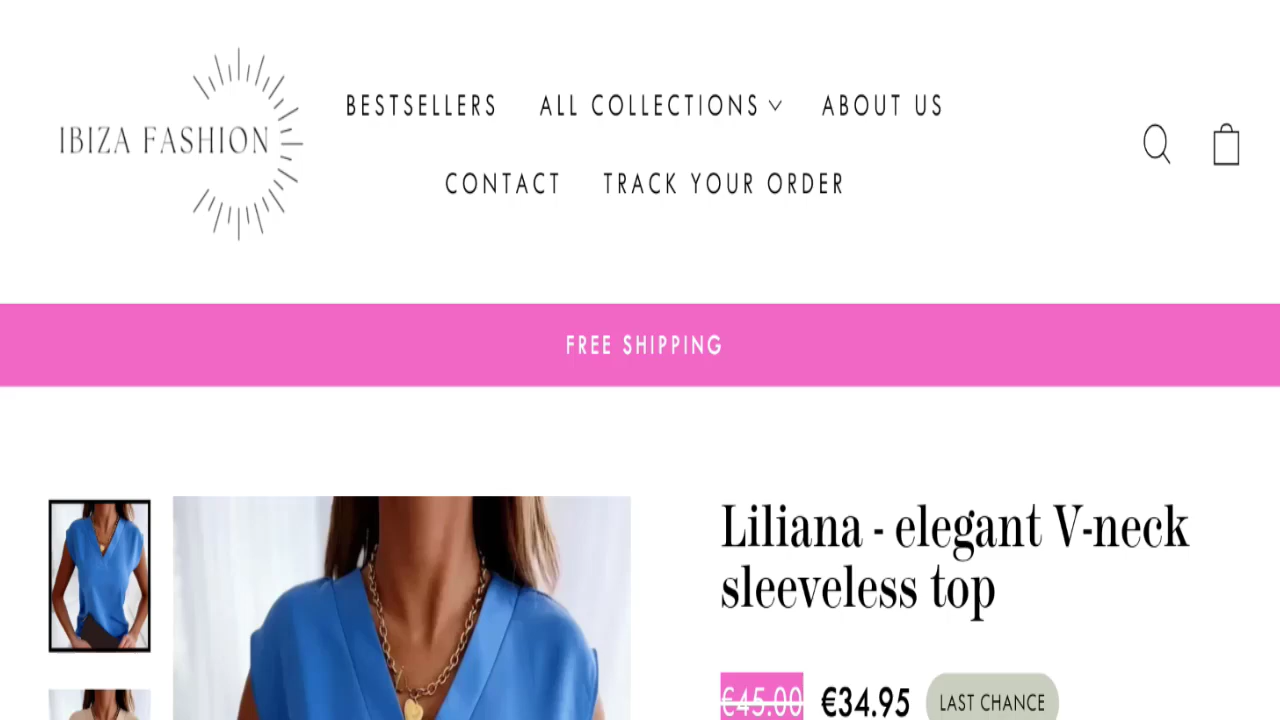 IBIZA FASHION
BESTSELLERS ALL COLLECTIONS ABOUT US
CONTACT TRACK YOUR ORDER
FREE SHIPPING
Liliana - elegant V-neck
sleeveless top
€45.00 €34.95 LAST CHANCE